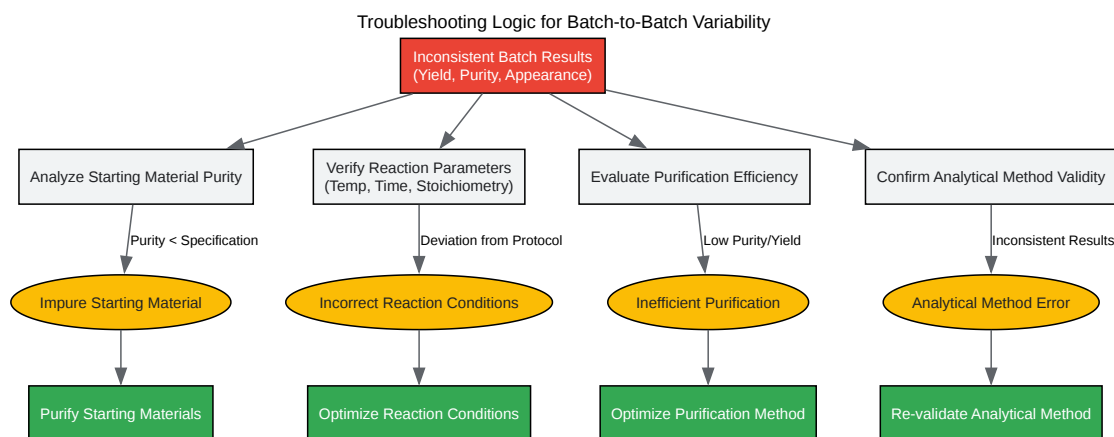 Troubleshooting Logic for Batch-to-Batch Variability
Inconsistent Batch Results
(Yield, Purity, Appearance)
Analyze Starting Material Purity
Verify Reaction Parameters
(Temp, Time, Stoichiometry)
Evaluate Purification Efficiency
Confirm Analytical Method Validity
Purity < Specification
Deviation from Protocol
Low Purity/Yield
Inconsistent Results
Impure Starting Material
Incorrect Reaction Conditions
Inefficient Purification
Analytical Method Error
Purify Starting Materials
Optimize Reaction Conditions
Optimize Purification Method
Re-validate Analytical Method